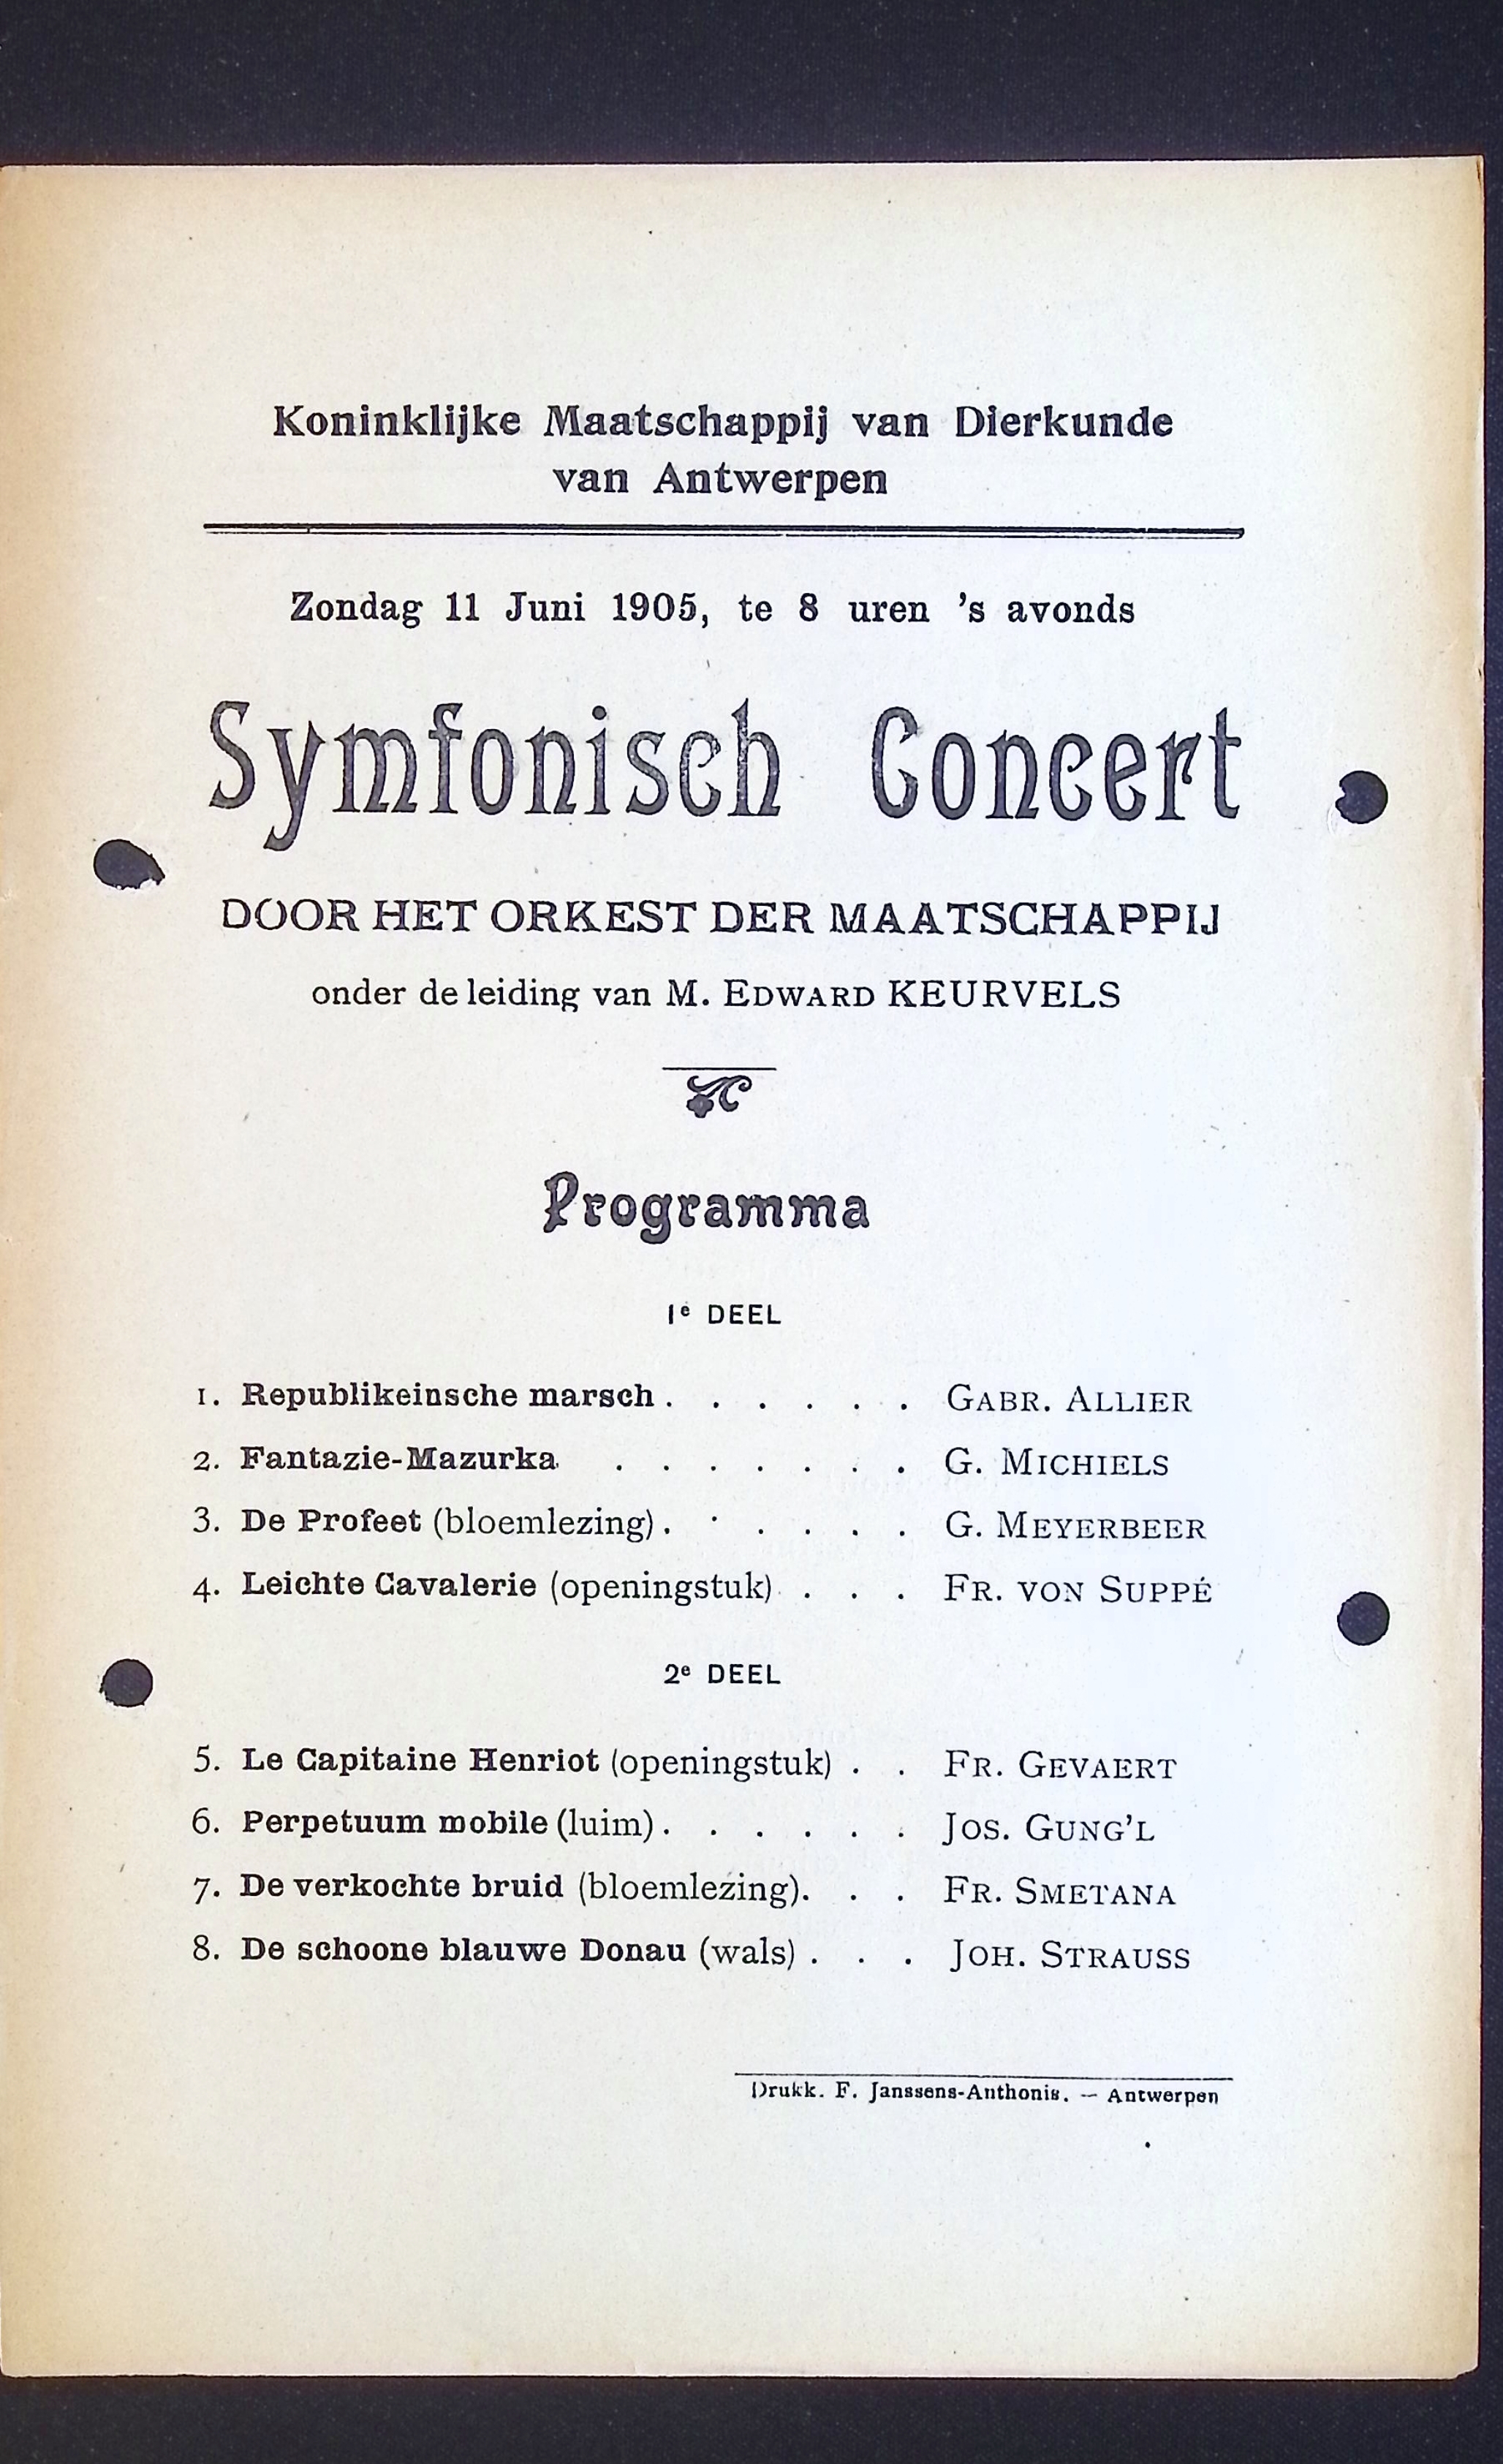 Koninklijke Maatschappij van Dierkunde
van Antwerpen
Zondag 11 Juni 1905, te 8 uren 's avonds
Symfonisch Concert
DOOR HET ORKEST DER MAATSCHAPPIJ
onder de leiding van M. EDWARD KEURVELS
Programma
1e DEEL
1. Republikeinsche marsch . . . . . . GABR. ALLIER
2. Fantazie-Mazurka . . . . . . . G. MICHIELS
3. De Profeet (bloemlezing) . . . . . . G. MEYERBEER
4. Leichte Cavalerie (openingstuk) . . . FR. VON SUPPÉ
2e DEEL
5. Le Capitaine Henriot (openingstuk) . . FR. GEVAERT
6. Perpetuum mobile (luim) . . . . . . JOS. GUNG'L
7. De verkochte bruid (bloemlezing) . . . FR. SMETANA
8. De schoone blauwe Donau (wals) . . . JOH. STRAUSS
Drukk. F. Janssens-Anthonis. — Antwerpen